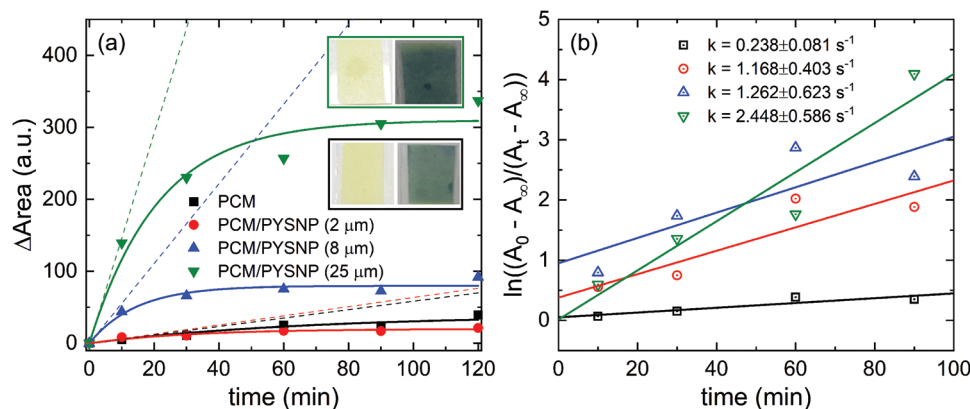 (a)
ΔArea (a.u.)
400
300
200
100
0
PCM
PCM/PYSNP (2 μm)
PCM/PYSNP (8 μm)
PCM/PYSNP (25 μm)
0 20 40 60 80 100 120
time (min)
(b)
ln((A₀ - A∞)/(Aₜ - A∞))
5
4
3
2
1
0
k = 0.238±0.081 s⁻¹
k = 1.168±0.403 s⁻¹
k = 1.262±0.623 s⁻¹
k = 2.448±0.586 s⁻¹
0 20 40 60 80 100
time (min)